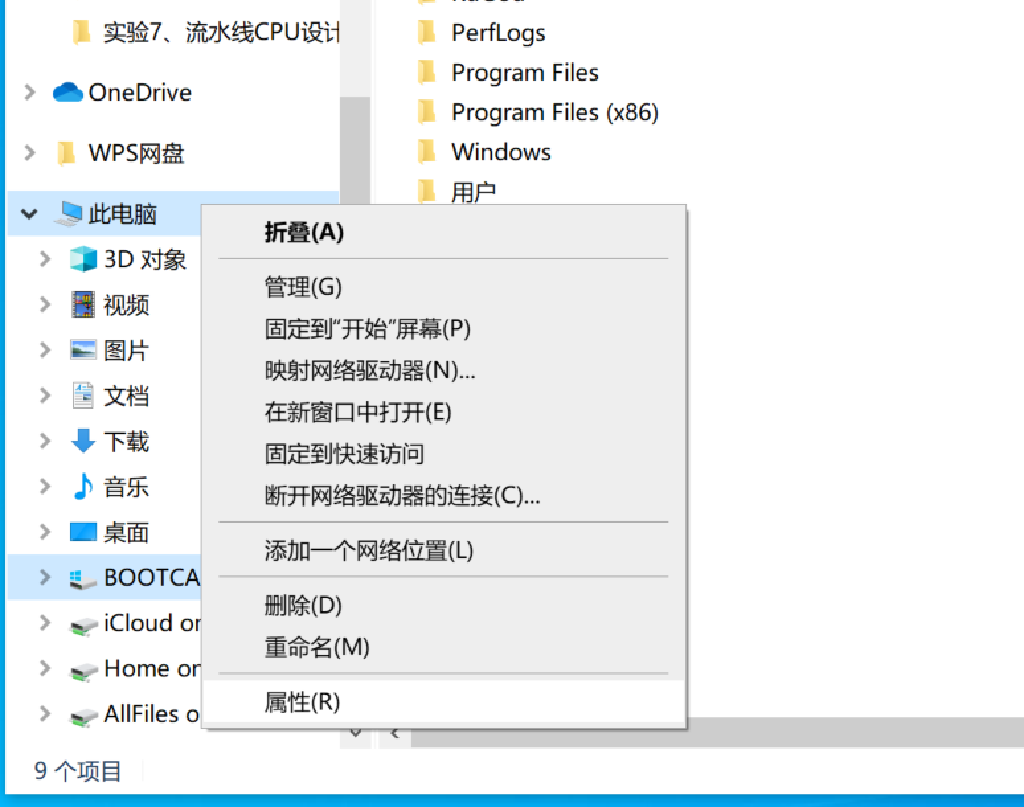 实验7、流水线CPU设计
OneDrive
WPS网盘
此电脑
3D 对象
视频
图片
文档
下载
音乐
桌面
BOOTCA
iCloud or
Home or
AllFiles o
9 个项目
PerfLogs
Program Files
Program Files (x86)
Windows
用户
折叠(A)
管理(G)
固定到“开始”屏幕(P)
映射网络驱动器(N)...
在新窗口中打开(E)
固定到快速访问
断开网络驱动器的连接(C)...
添加一个网络位置(L)
删除(D)
重命名(M)
属性(R)